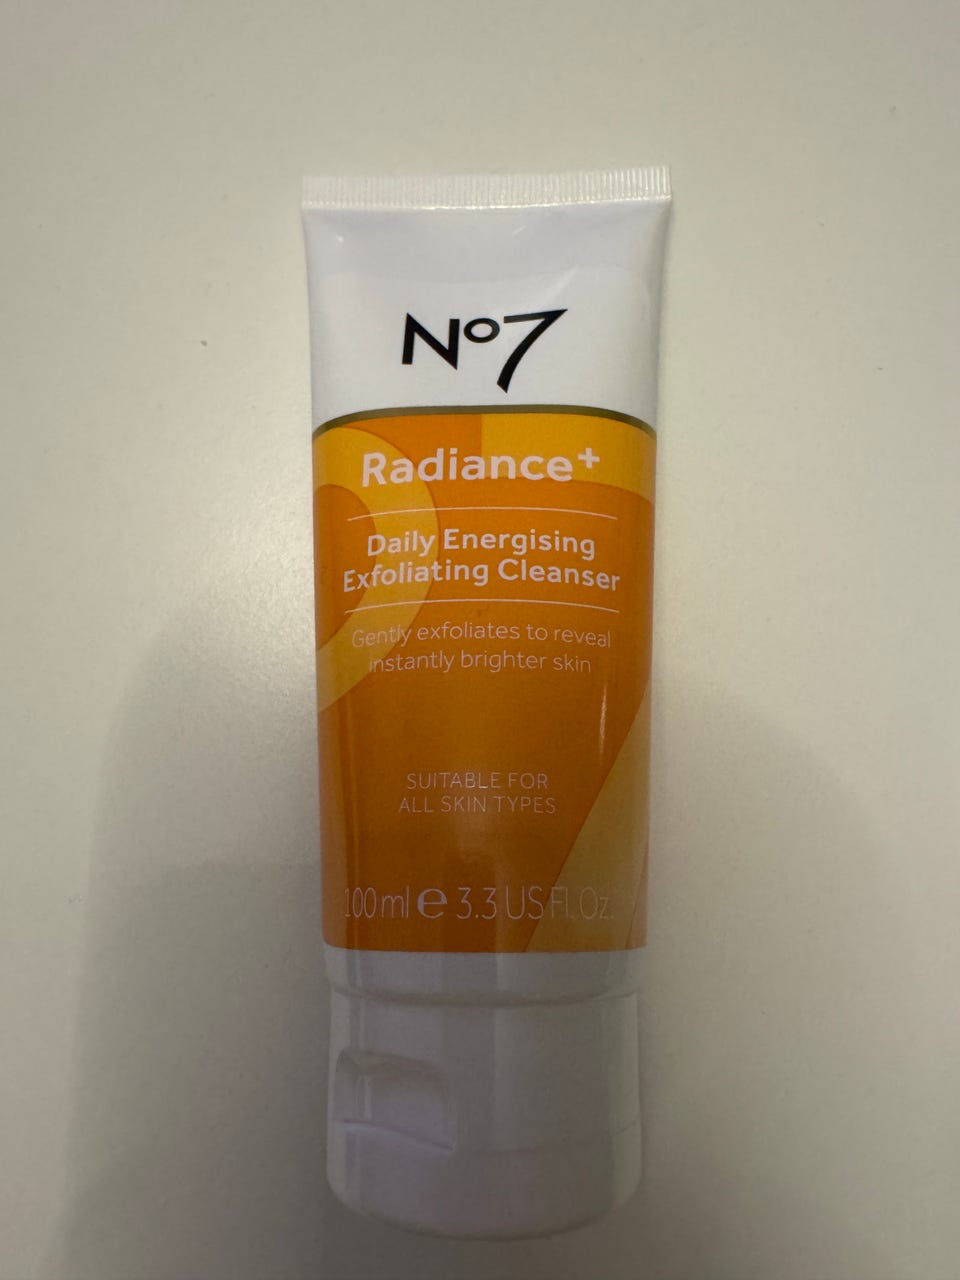 No7
Radiance+
Daily Energising
Exfoliating Cleanser
Gently exfoliates to reveal
instantly brighter skin
SUITABLE FOR
ALL SKIN TYPES
100ml e 3.3 US Fl. Oz.